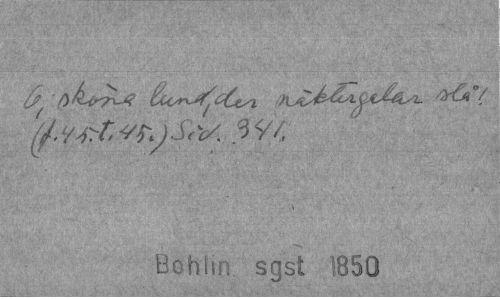 O, sköna lund, der näktergalar slå!
(f.45.t.45.) Sid. 341.
Bohlin sgst 1850